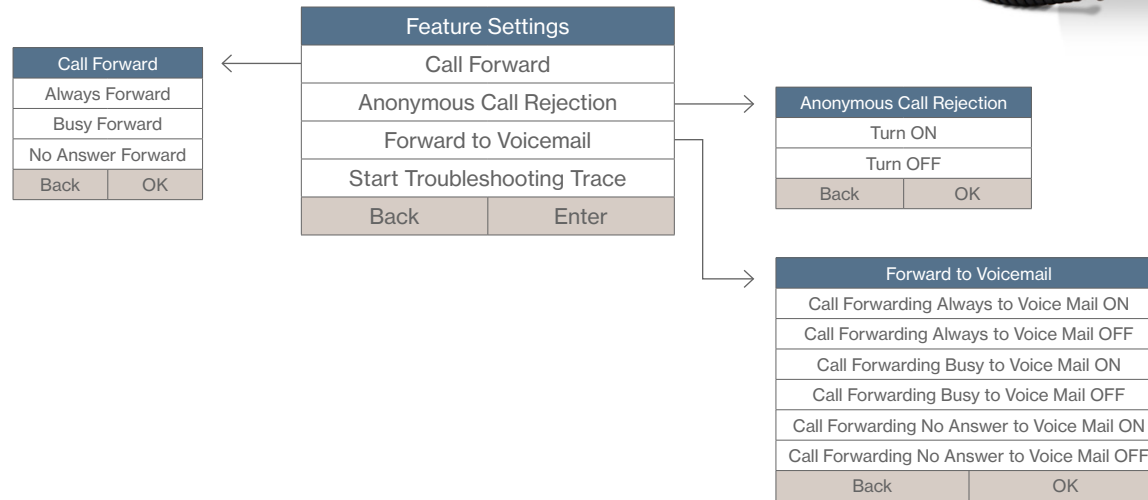 Feature Settings
Call Forward
Anonymous Call Rejection
Forward to Voicemail
Start Troubleshooting Trace
Back Enter
Call Forward
Always Forward
Busy Forward
No Answer Forward
Back OK
Anonymous Call Rejection
Turn ON
Turn OFF
Back OK
Forward to Voicemail
Call Forwarding Always to Voice Mail ON
Call Forwarding Always to Voice Mail OFF
Call Forwarding Busy to Voice Mail ON
Call Forwarding Busy to Voice Mail OFF
Call Forwarding No Answer to Voice Mail ON
Call Forwarding No Answer to Voice Mail OFF
Back OK